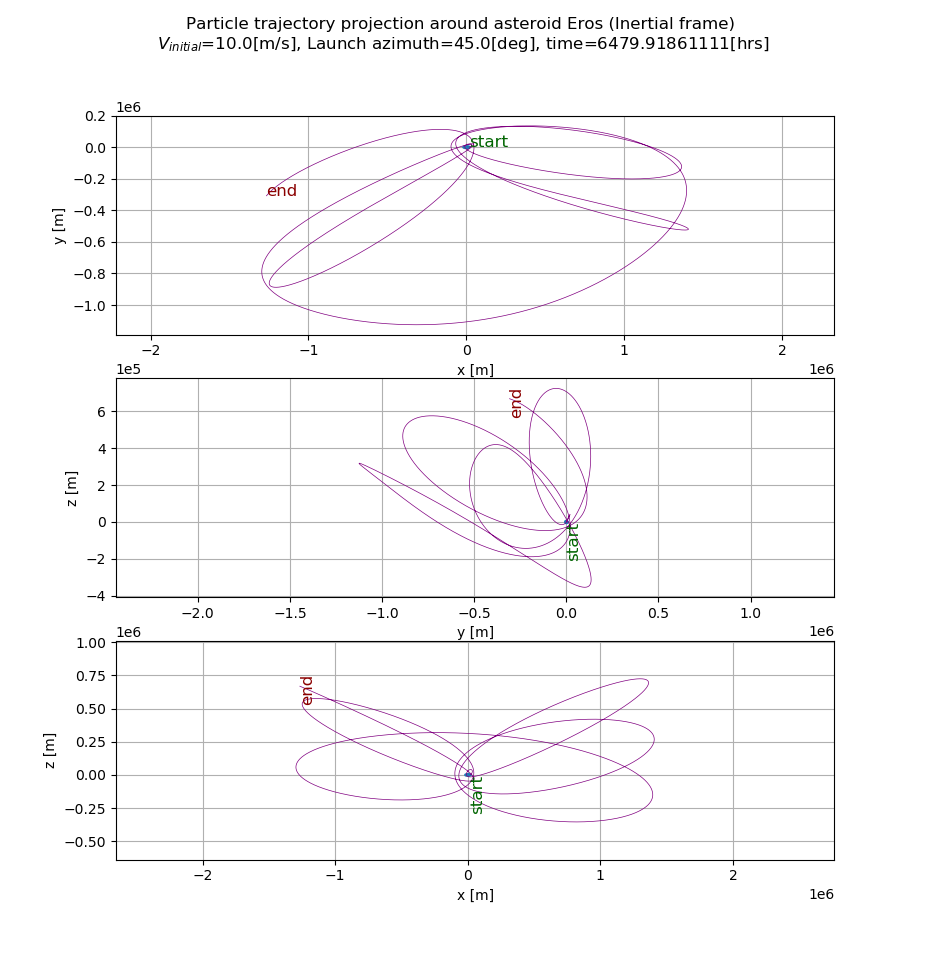 Particle trajectory projection around asteroid Eros (Inertial frame)
V_initial=10.0[m/s], Launch azimuth=45.0[deg], time=6479.91861111[hrs]
1e6
0.2
0.0
−0.2
−0.4
−0.6
−0.8
−1.0
y [m]
start
end
−2
−1
0
1
2
x [m]
1e6
1e5
6
4
2
0
−2
−4
z [m]
end
start
−2.0
−1.5
−1.0
−0.5
0.0
0.5
1.0
y [m]
1e6
1e6
1.00
0.75
0.50
0.25
0.00
−0.25
−0.50
z [m]
end
start
−2
−1
0
1
2
x [m]
1e6